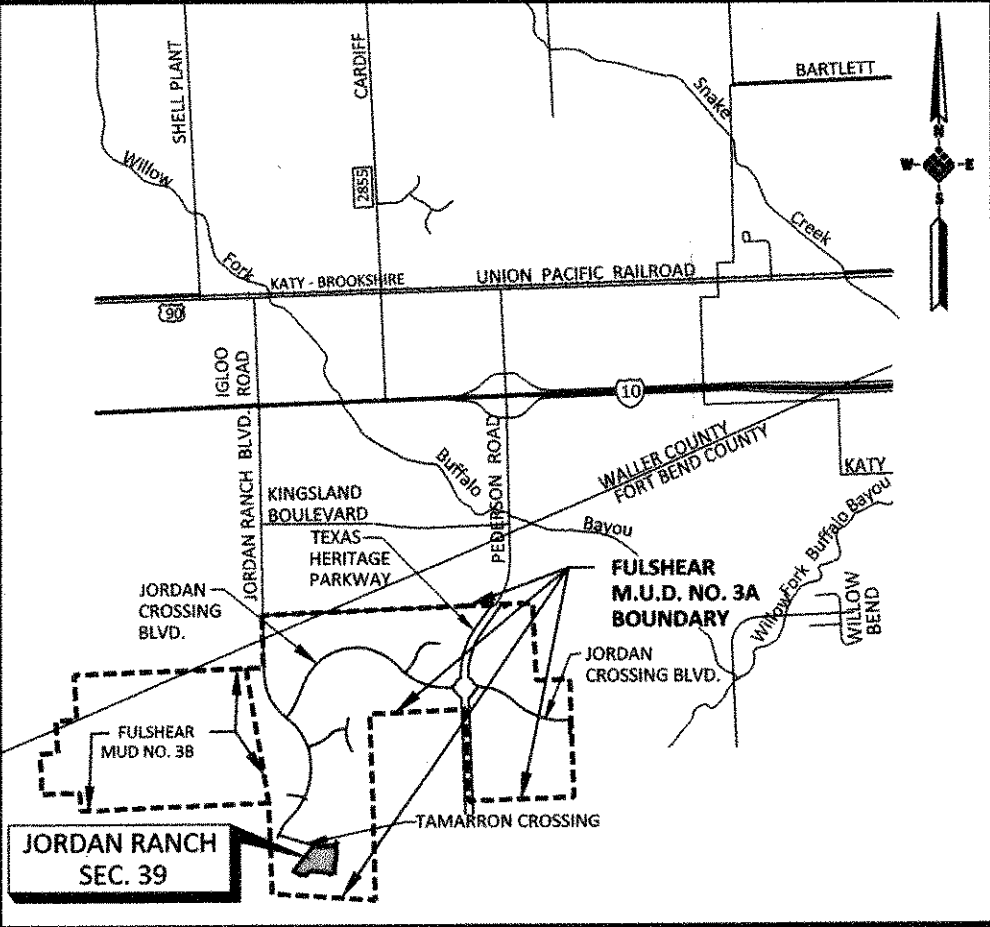 SHELL PLANT
CARDIFF
BARTLETT
Snake
Creek
N
W
E
S
Willow
Fork
2855
KATY - BROOKSHIRE
UNION PACIFIC RAILROAD
90
IGLOO
ROAD
JORDAN RANCH BLVD.
10
PEDERSON ROAD
WALLER COUNTY
FORT BEND COUNTY
KATY
Buffalo
Bayou
KINGSLAND
BOULEVARD
TEXAS
HERITAGE
PARKWAY
JORDAN
CROSSING
BLVD.
FULSHEAR
M.U.D. NO. 3A
BOUNDARY
Willow Fork Buffalo Bayou
WILLOW
BEND
JORDAN
CROSSING BLVD.
FULSHEAR
MUD NO. 3B
TAMARRON CROSSING
JORDAN RANCH
SEC. 39